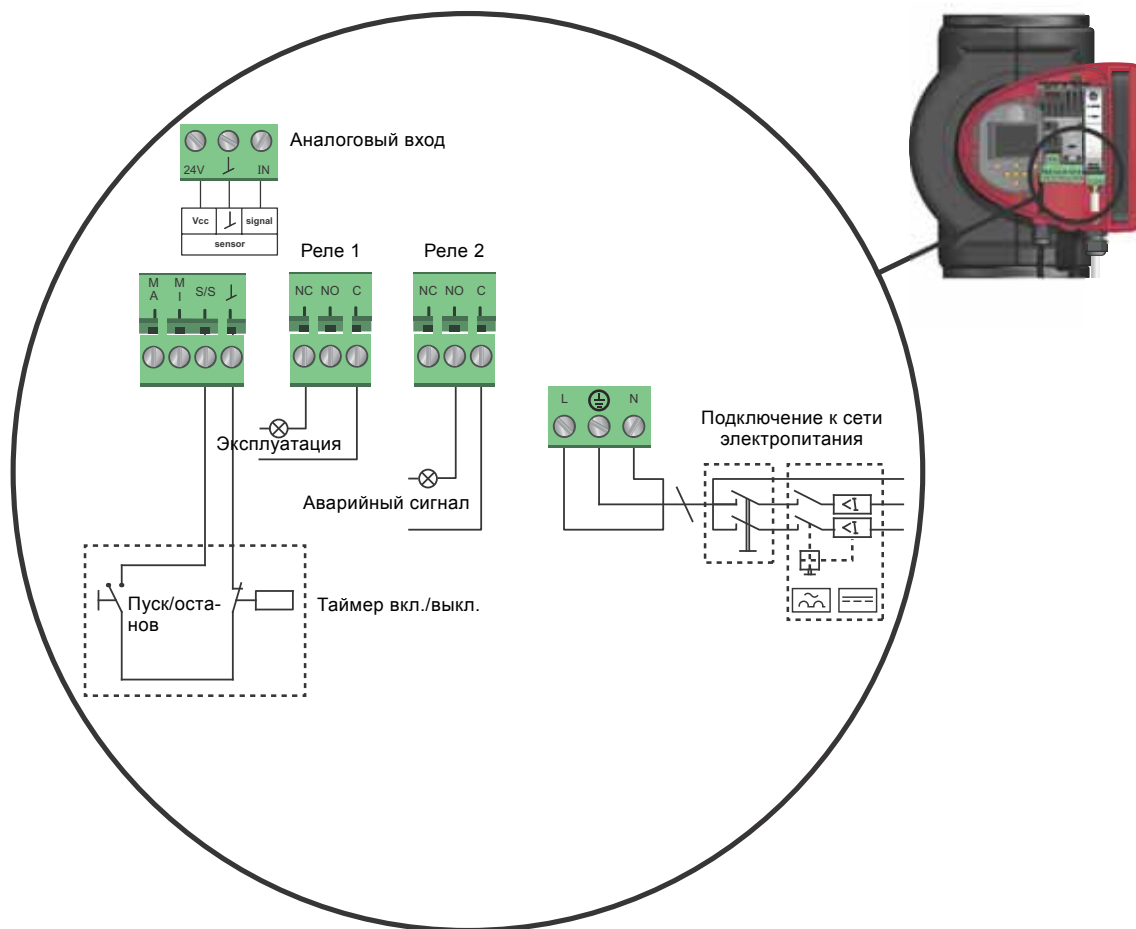 Аналоговый вход
24V IN
Vcc signal
sensor
Реле 1
Реле 2
M A M I S/S
NC NO C
NC NO C
L N
Подключение к сети
электропитания
Эксплуатация
Аварийный сигнал
<I
<I
Пуск/оста-
нов
Таймер вкл./выкл.